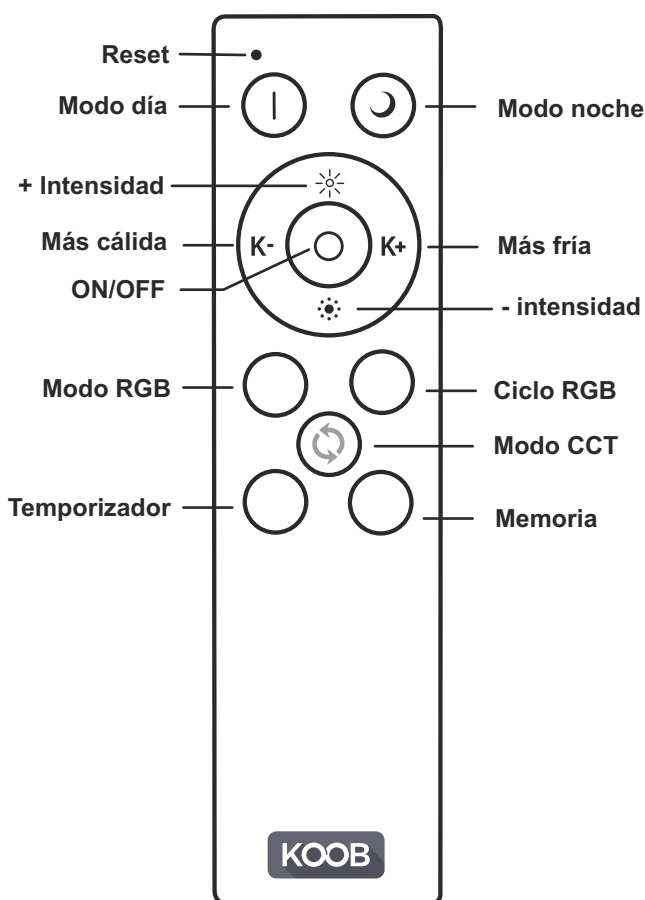 Reset
Modo día
Modo noche
+ Intensidad
Más cálida
K-
K+
Más fría
ON/OFF
- intensidad
Modo RGB
Ciclo RGB
Modo CCT
Temporizador
Memoria
KOOB